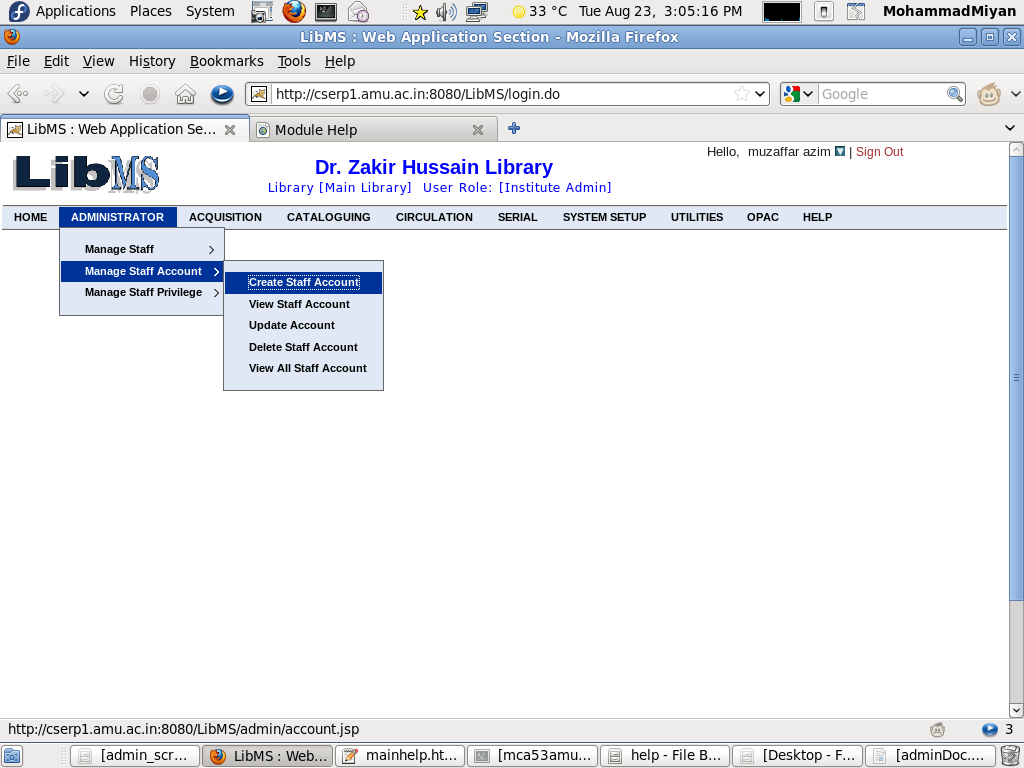 Applications Places System 33 °C Tue Aug 23, 3:05:16 PM MohammadMiyan
LibMS : Web Application Section - Mozilla Firefox
File Edit View History Bookmarks Tools Help
http://cserp1.amu.ac.in:8080/LibMS/login.do Google
LibMS : Web Application Se... Module Help
Hello, muzaffar azim | Sign Out
LibMS
Dr. Zakir Hussain Library
Library [Main Library] User Role: [Institute Admin]
HOME ADMINISTRATOR ACQUISITION CATALOGUING CIRCULATION SERIAL SYSTEM SETUP UTILITIES OPAC HELP
Manage Staff
Manage Staff Account
Manage Staff Privilege
Create Staff Account
View Staff Account
Update Account
Delete Staff Account
View All Staff Account
http://cserp1.amu.ac.in:8080/LibMS/admin/account.jsp 3
[admin_scr... LibMS : Web... mainhelp.ht... [mca53amu... help - File B... [Desktop - F... [adminDoc....